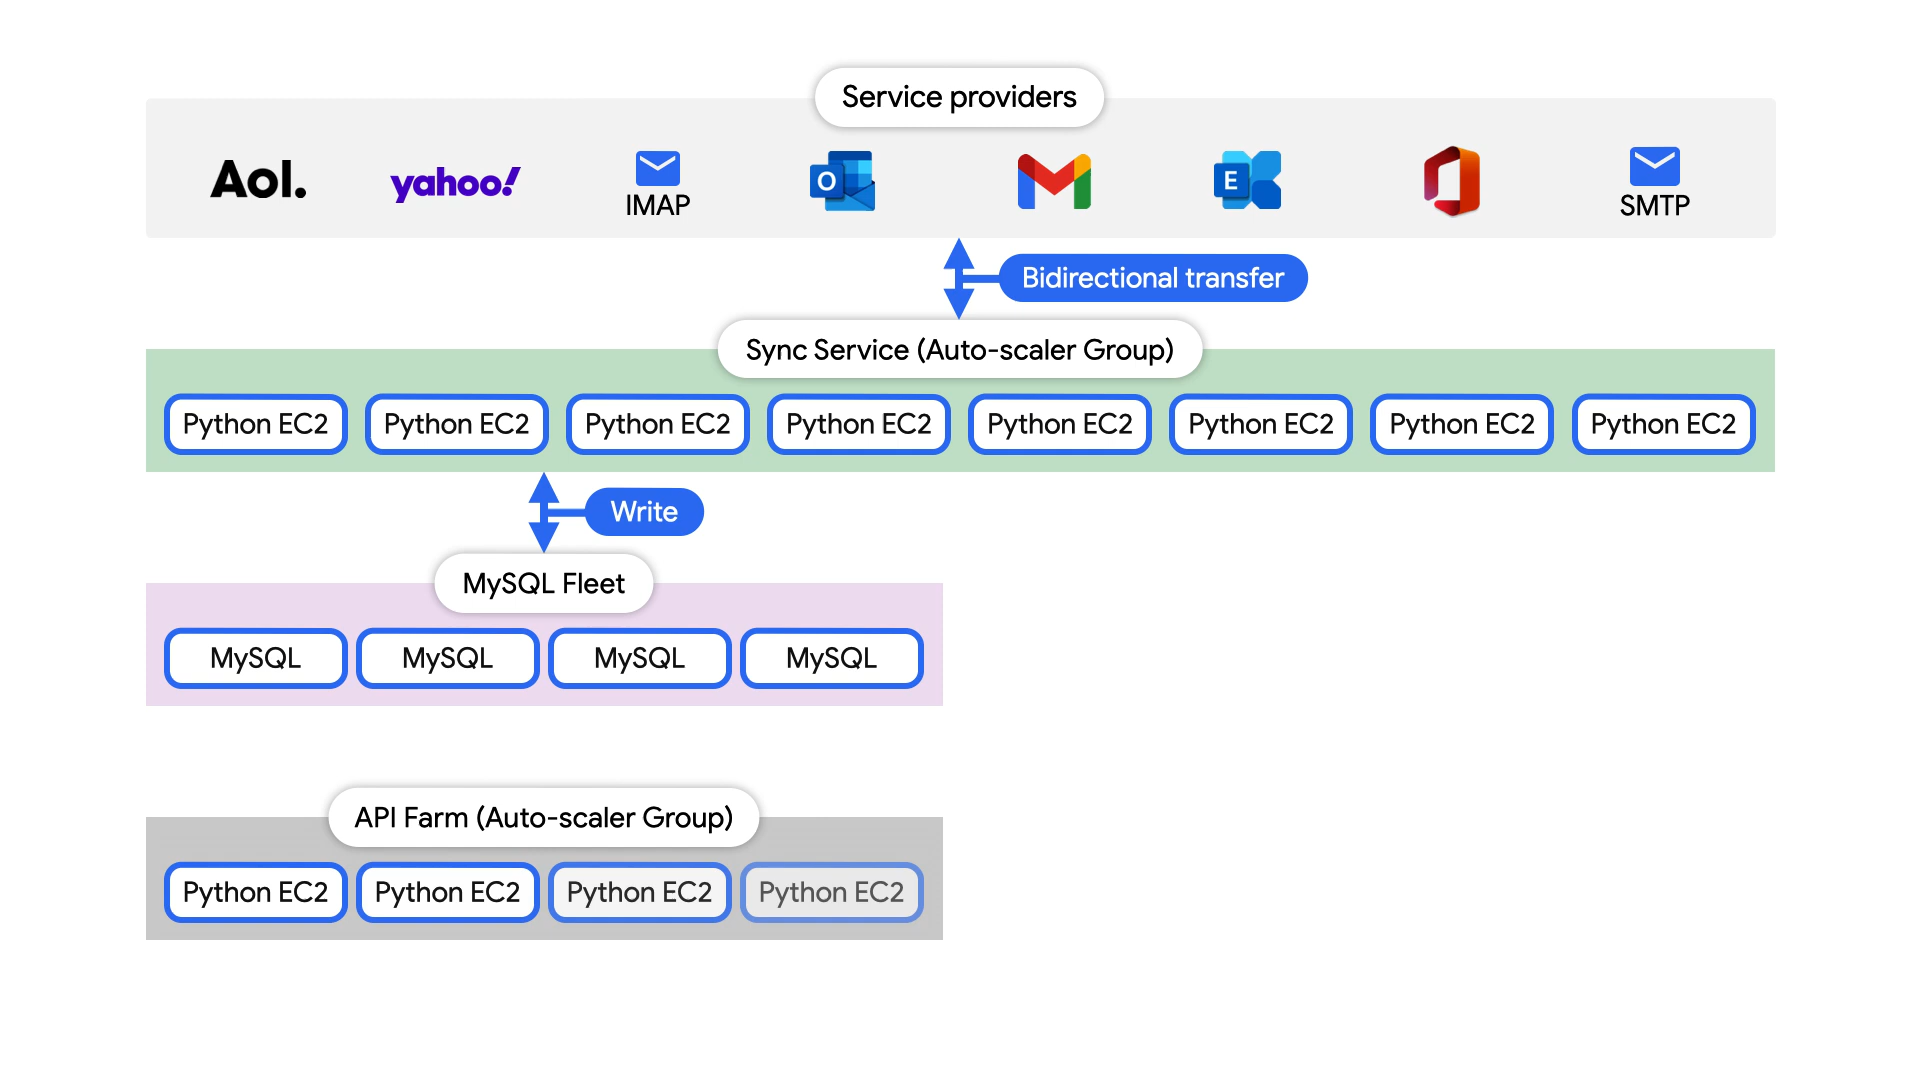 Service providers
Aol.
yahoo!
IMAP
O
E
SMTP
Bidirectional transfer
Sync Service (Auto-scaler Group)
Python EC2
Python EC2
Python EC2
Python EC2
Python EC2
Python EC2
Python EC2
Python EC2
Write
MySQL Fleet
MySQL
MySQL
MySQL
MySQL
API Farm (Auto-scaler Group)
Python EC2
Python EC2
Python EC2
Python EC2